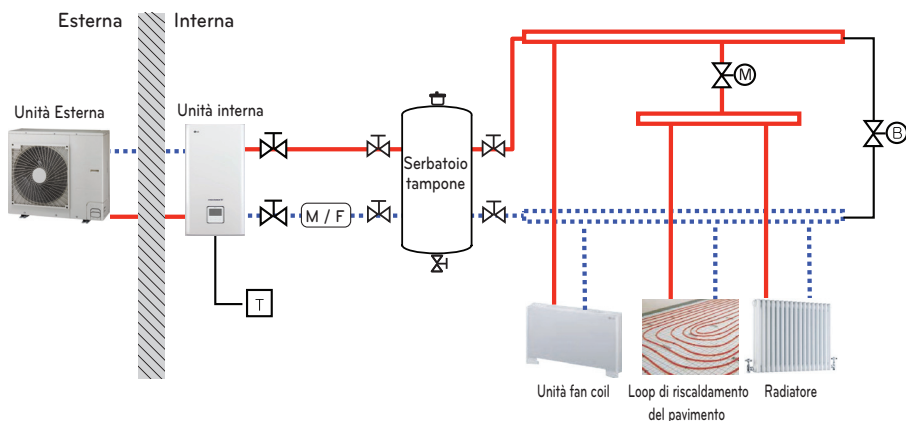 Esterna
Interna
Unità Esterna
Unità interna
Serbatoio
tampone
M
B
M / F
T
Unità fan coil
Loop di riscaldamento
del pavimento
Radiatore